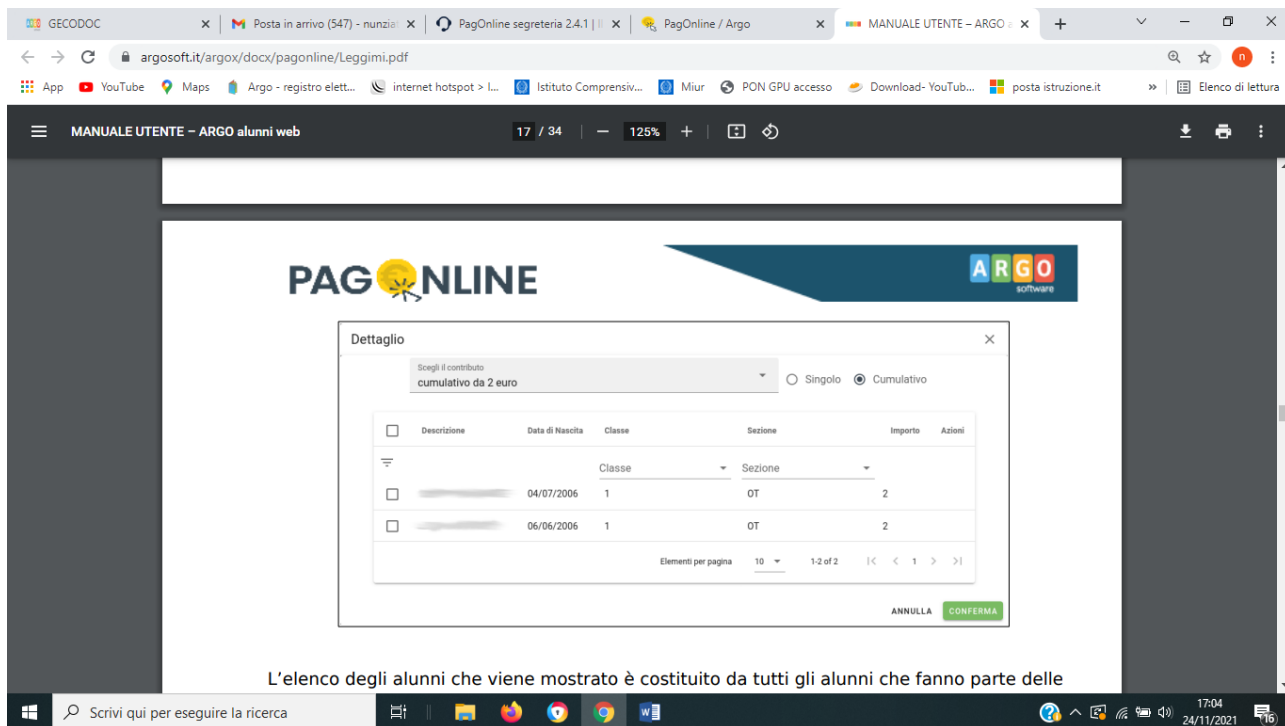 GECODOC
Posta in arrivo (547) - nunzia
PagOnline segreteria 2.4.1 | I
PagOnline / Argo
MANUALE UTENTE – ARGO a
argosoft.it/argox/docx/pagonline/Leggimi.pdf
n
App YouTube Maps Argo - registro elett... internet hotspot > I... Istituto Comprensiv... Miur PON GPU accesso Download- YouTub... posta istruzione.it » Elenco di lettura
MANUALE UTENTE – ARGO alunni web 17 / 34 | — 125% +
PAGONLINE
ARGO
software
Dettaglio
Scegli il contributo
cumulativo da 2 euro
Singolo Cumulativo
Descrizione Data di Nascita Classe Sezione Importo Azioni
Classe Sezione
04/07/2006 1 OT 2
06/06/2006 1 OT 2
Elementi per pagina 10 1-2 of 2 |< < 1 > >|
ANNULLA CONFERMA
L’elenco degli alunni che viene mostrato è costituito da tutti gli alunni che fanno parte delle
Scrivi qui per eseguire la ricerca
17:04
24/11/2021